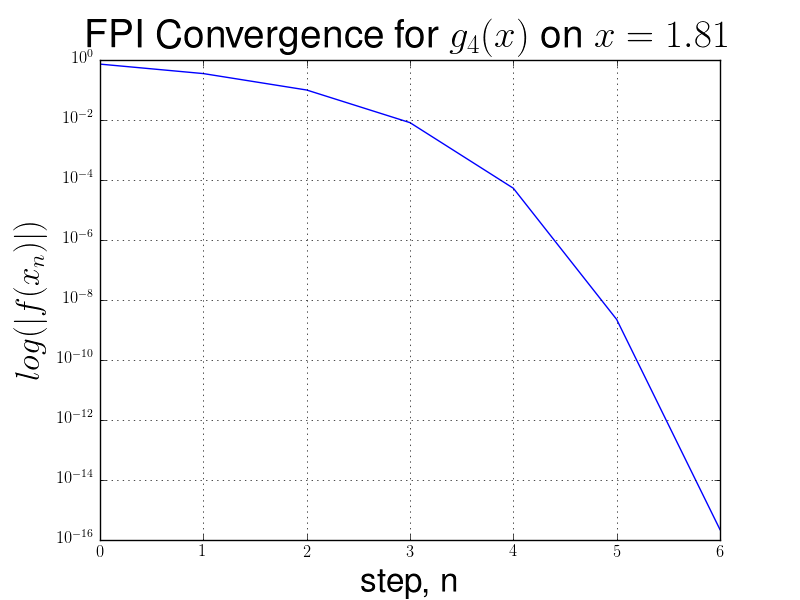 FPI Convergence for g₄(x) on x = 1.81
10⁰
10⁻²
10⁻⁴
10⁻⁶
10⁻⁸
10⁻¹⁰
10⁻¹²
10⁻¹⁴
10⁻¹⁶
log(|f(xₙ)|)
0 1 2 3 4 5 6
step, n